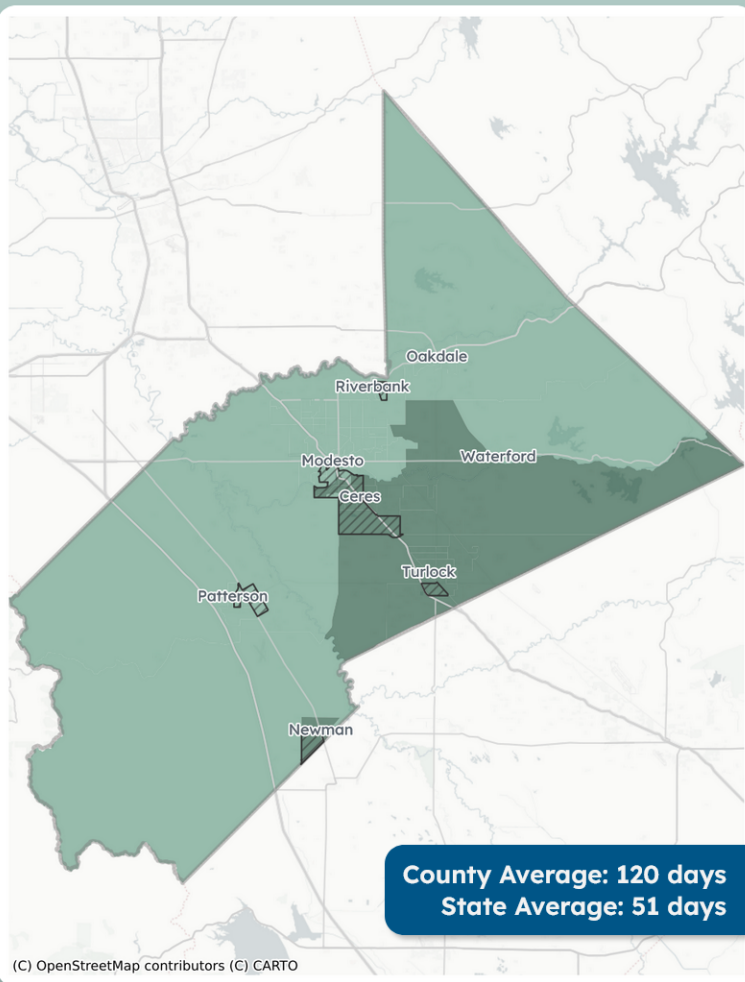 Oakdale
Riverbank
Modesto
Waterford
Ceres
Turlock
Patterson
Newman
County Average: 120 days
State Average: 51 days
(C) OpenStreetMap contributors (C) CARTO